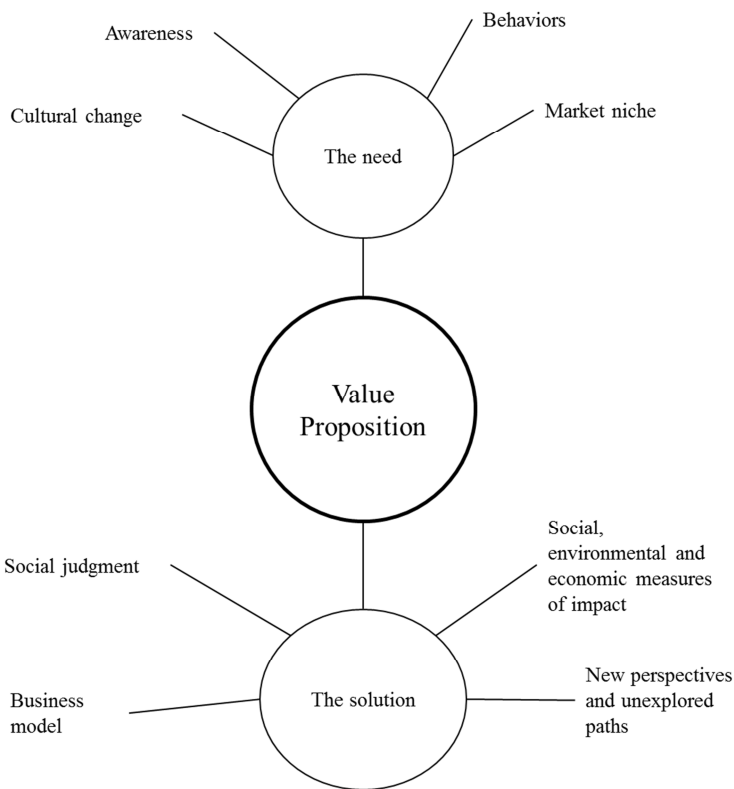 Awareness
Behaviors
Cultural change
Market niche
The need
Value
Proposition
Social judgment
Social,
environmental and
economic measures
of impact
Business
model
The solution
New perspectives
and unexplored
paths